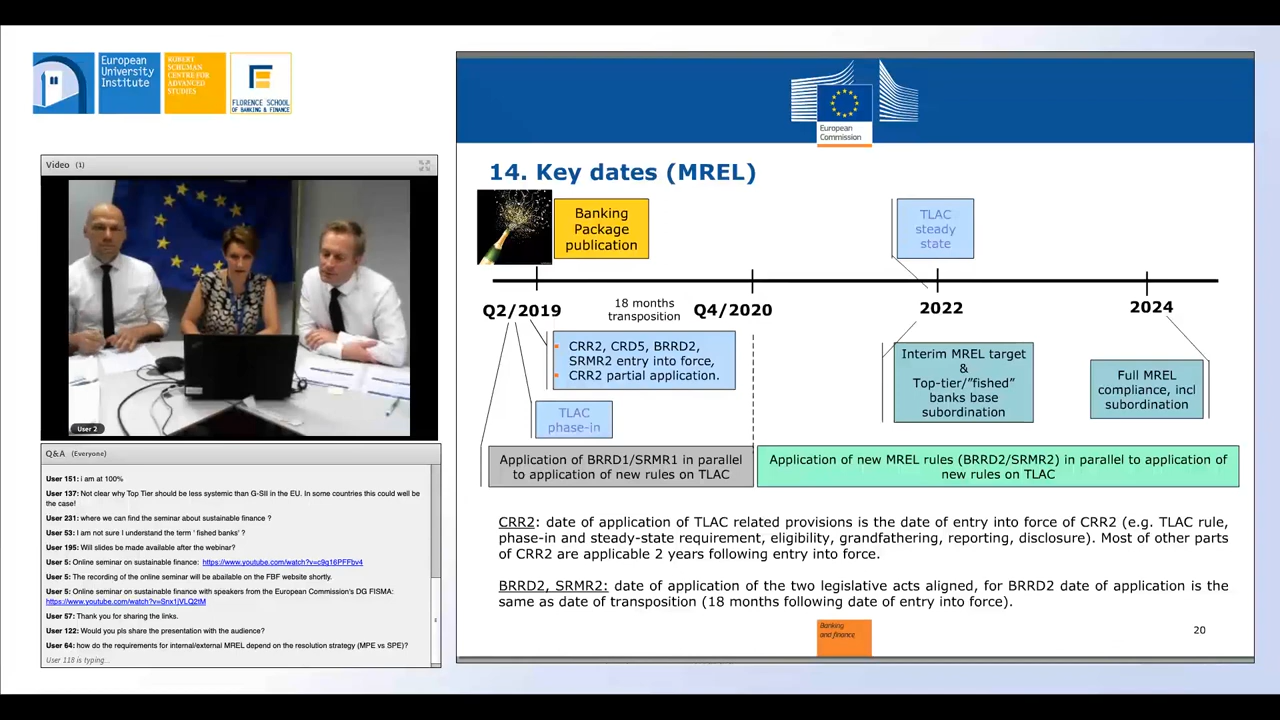 European
University
Institute
ROBERT
SCHUMAN
CENTRE FOR
ADVANCED
STUDIES
FLORENCE SCHOOL
OF BANKING & FINANCE
Video (1)
User 2
Q&A (Everyone)
User 151: i am at 100%
User 137: Not clear why Top Tier should be less systemic than G-SII in the EU. In some countries this could well be
the case!
User 231: where we can find the seminar about sustainable finance ?
User 53: I am not sure I understand the term ' fished banks' ?
User 195: Will slides be made available after the webinar?
User 5: Online seminar on sustainable finance: https://www.youtube.com/watch?v=c9q16PFFbv4
User 5: The recording of the online seminar will be abailable on the FBF website shortly.
User 5: Online seminar on sustainable finance with speakers from the European Commission's DG FISMA:
https://www.youtube.com/watch?v=Snx1jVLQ2tM
User 57: Thank you for sharing the links.
User 122: Would you pls share the presentation with the audience?
User 64: how do the requirements for internal/external MREL depend on the resolution strategy (MPE vs SPE)?
User 118 is typing...
European
Commission
14. Key dates (MREL)
Banking
Package
publication
TLAC
steady
state
Q2/2019
18 months
transposition
Q4/2020
2022
2024
CRR2, CRD5, BRRD2,
SRMR2 entry into force,
CRR2 partial application.
TLAC
phase-in
Interim MREL target
&
Top-tier/"fished"
banks base
subordination
Full MREL
compliance, incl
subordination
Application of BRRD1/SRMR1 in parallel
to application of new rules on TLAC
Application of new MREL rules (BRRD2/SRMR2) in parallel to application of
new rules on TLAC
CRR2: date of application of TLAC related provisions is the date of entry into force of CRR2 (e.g. TLAC rule,
phase-in and steady-state requirement, eligibility, grandfathering, reporting, disclosure). Most of other parts
of CRR2 are applicable 2 years following entry into force.
BRRD2, SRMR2: date of application of the two legislative acts aligned, for BRRD2 date of application is the
same as date of transposition (18 months following date of entry into force).
Banking
and finance
20